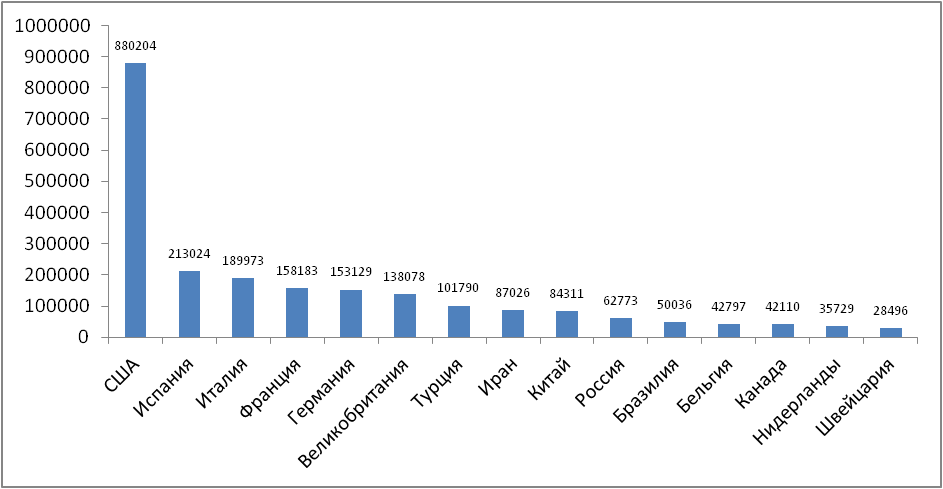 1000000
900000
800000
700000
600000
500000
400000
300000
200000
100000
0
880204
213024
189973
158183
153129
138078
101790
87026
84311
62773
50036
42797
42110
35729
28496
США
Испания
Италия
Франция
Германия
Великобритания
Турция
Иран
Китай
Россия
Бразилия
Бельгия
Канада
Нидерланды
Швейцария